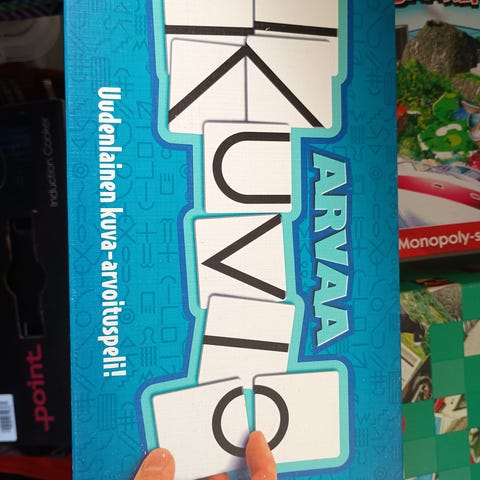 ARVAA
KUVIO
Uudenlainen kuva-arvoituspeli!
Induction Cooker
point
Monopoly-s